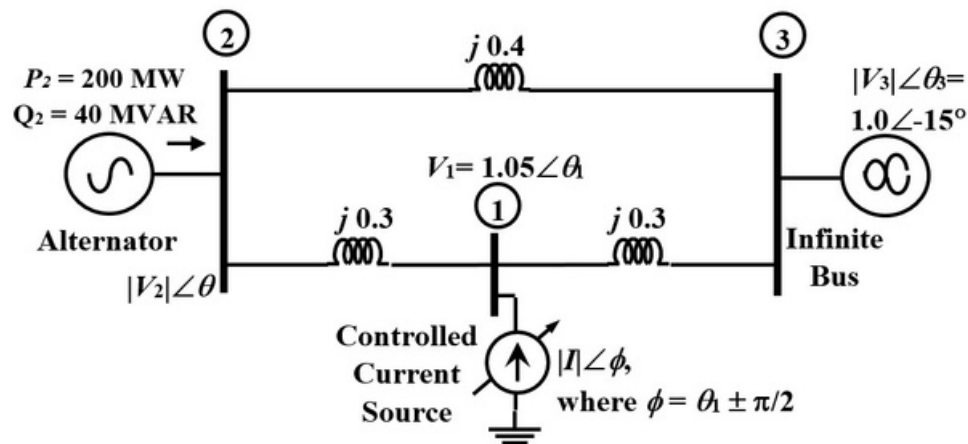 2
3
j 0.4
P₂ = 200 MW
Q₂ = 40 MVAR
|V₃|∠θ₃=
1.0∠-15°
V₁= 1.05∠θ₁
1
j 0.3
j 0.3
Alternator
Infinite
Bus
|V₂|∠θ
Controlled
Current
Source
|I|∠ϕ,
where ϕ = θ₁ ± π/2